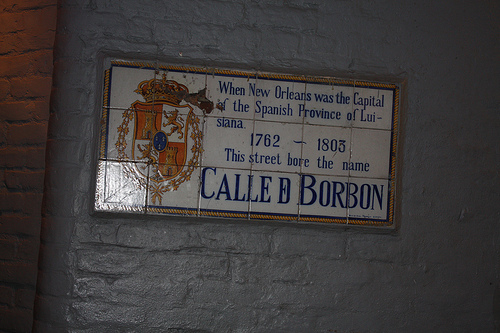 When New Orleans was the Capital
of the Spanish Province of Lui-
siana
1762 ~ 1803
This street bore the name
CALLE D BORBON